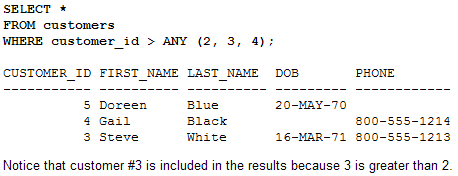 SELECT *
FROM customers
WHERE customer_id > ANY (2, 3, 4);
CUSTOMER_ID FIRST_NAME LAST_NAME  DOB       PHONE
----------- ---------- ---------- --------- ------------
          5 Doreen     Blue       20-MAY-70
          4 Gail       Black                800-555-1214
          3 Steve      White      16-MAR-71 800-555-1213
Notice that customer #3 is included in the results because 3 is greater than 2.